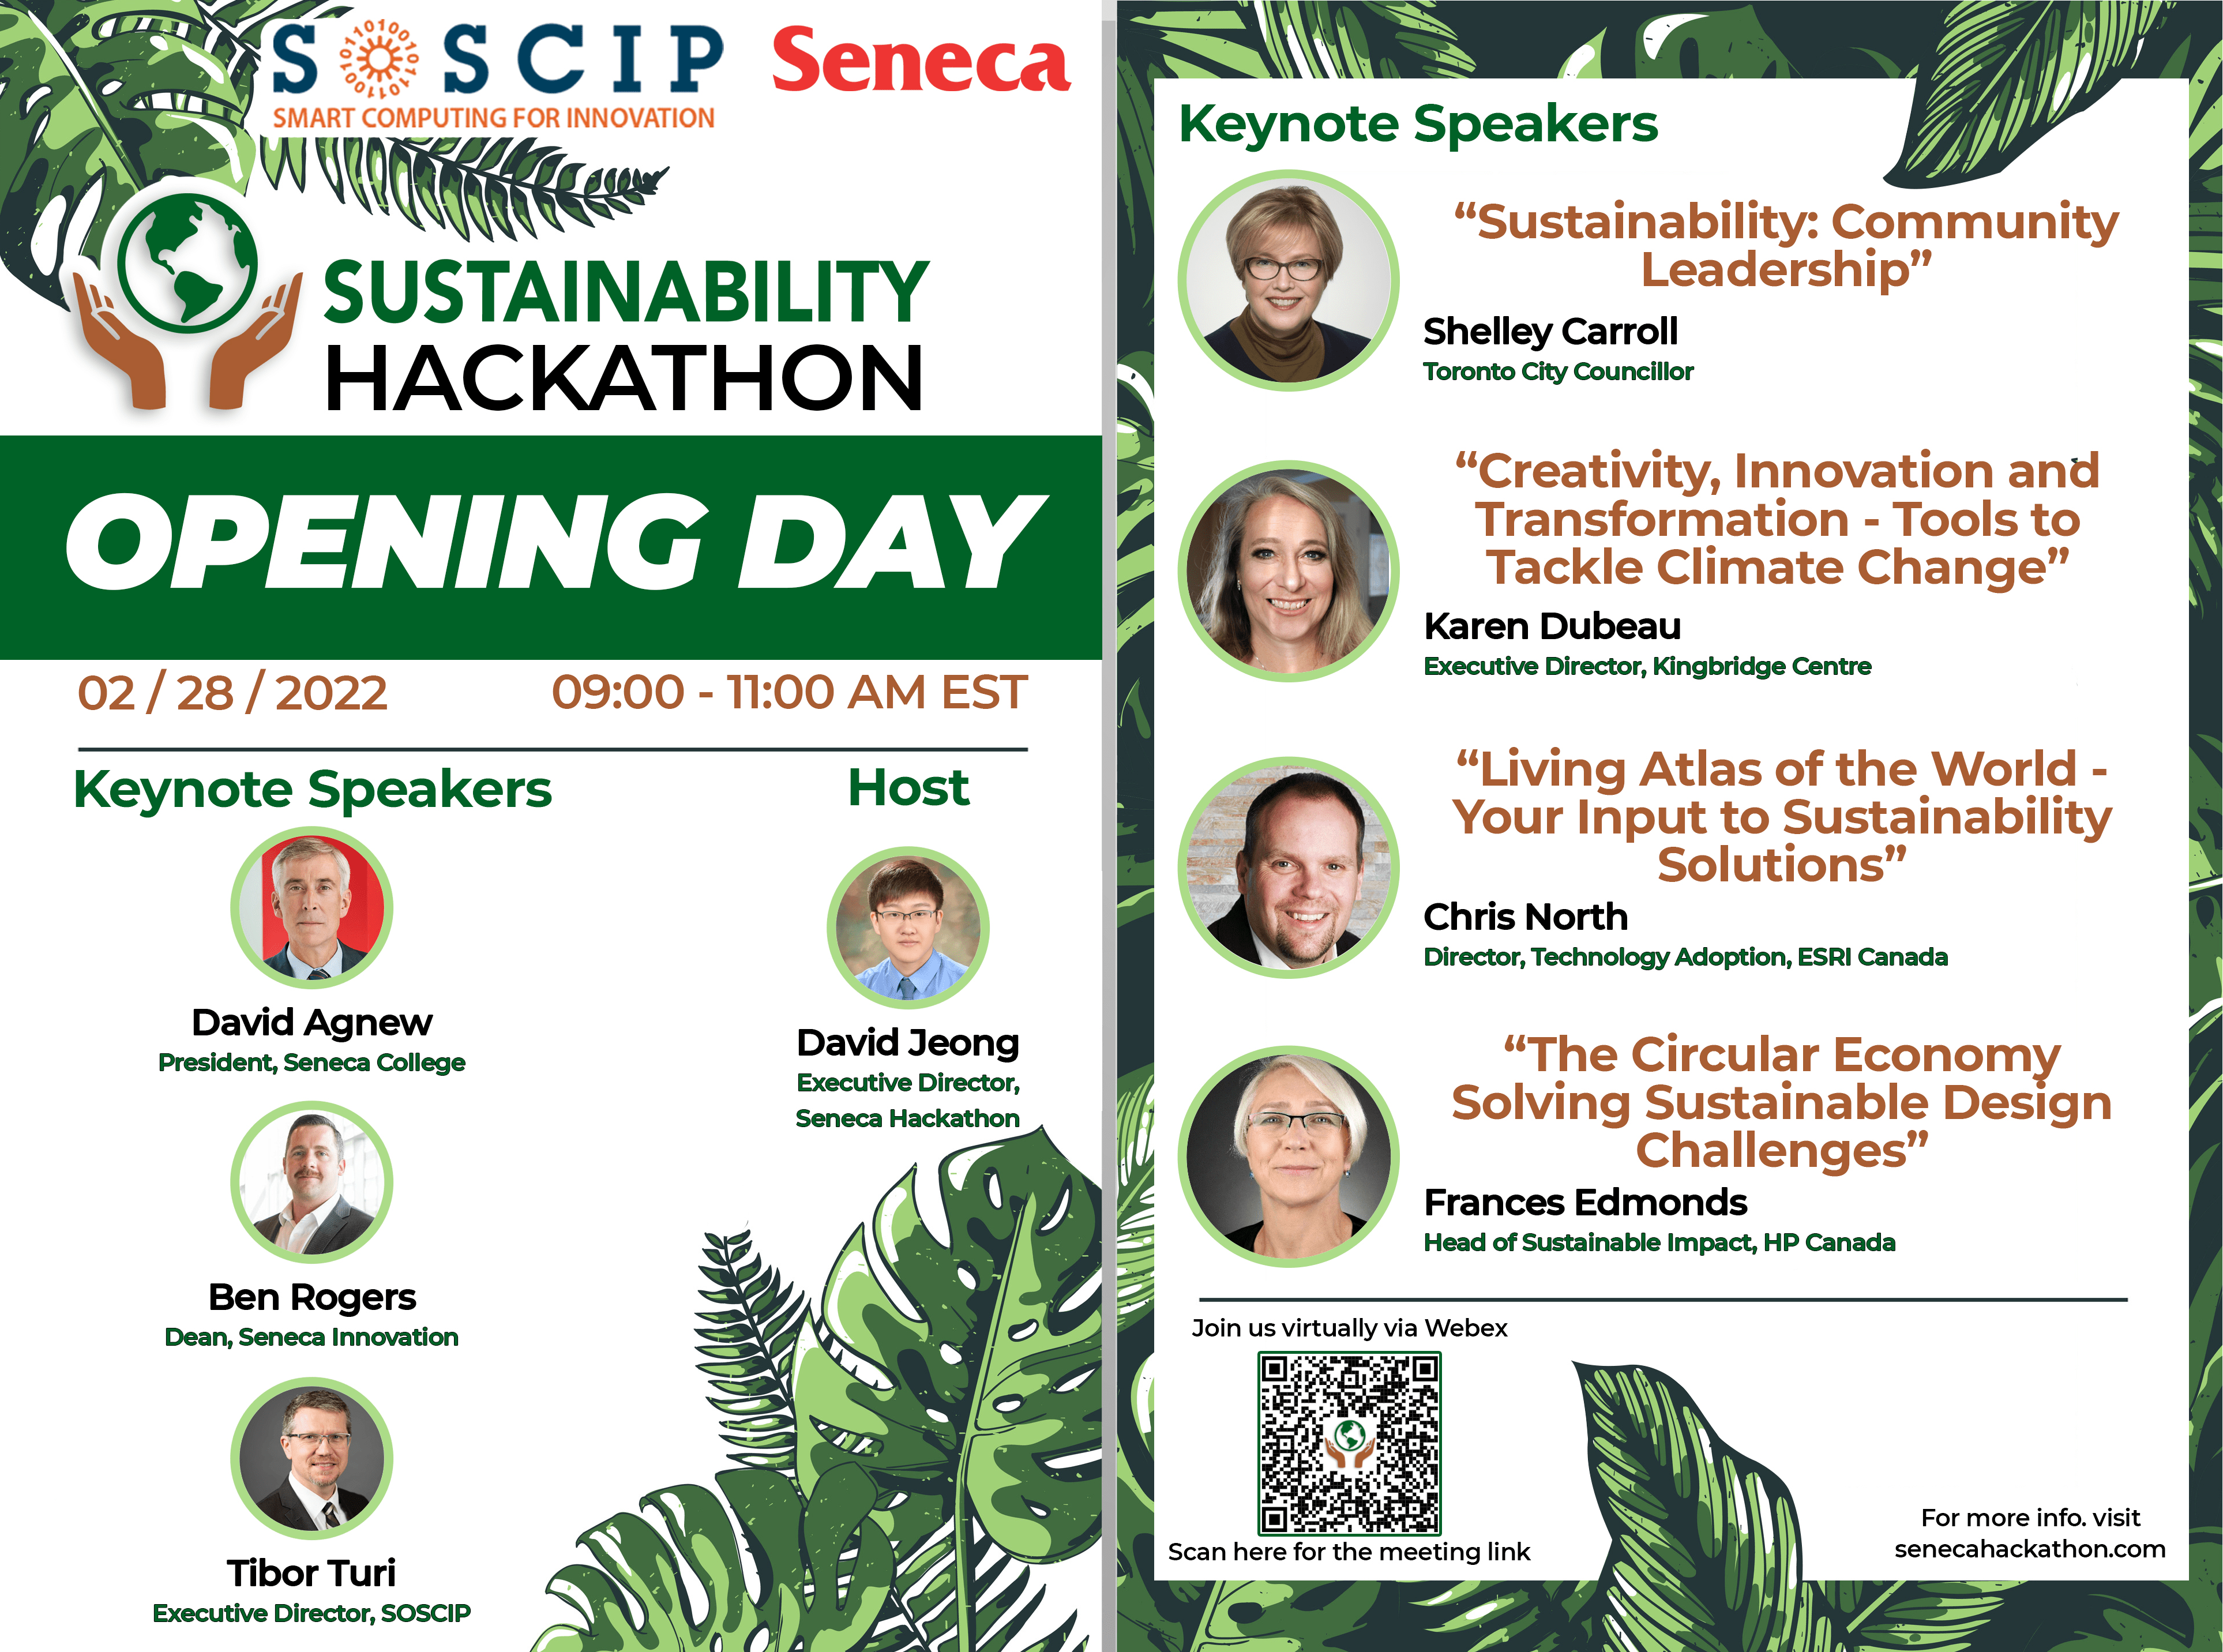 SOSCIP
SMART COMPUTING FOR INNOVATION
Seneca
SUSTAINABILITY
HACKATHON
OPENING DAY
02 / 28 / 2022
09:00 - 11:00 AM EST
Keynote Speakers
David Agnew
President, Seneca College
Ben Rogers
Dean, Seneca Innovation
Tibor Turi
Executive Director, SOSCIP
Host
David Jeong
Executive Director,
Seneca Hackathon
Keynote Speakers
“Sustainability: Community
Leadership”
Shelley Carroll
Toronto City Councillor
“Creativity, Innovation and
Transformation - Tools to
Tackle Climate Change”
Karen Dubeau
Executive Director, Kingbridge Centre
“Living Atlas of the World -
Your Input to Sustainability
Solutions”
Chris North
Director, Technology Adoption, ESRI Canada
“The Circular Economy
Solving Sustainable Design
Challenges”
Frances Edmonds
Head of Sustainable Impact, HP Canada
Join us virtually via Webex
Scan here for the meeting link
For more info. visit
senecahackathon.com